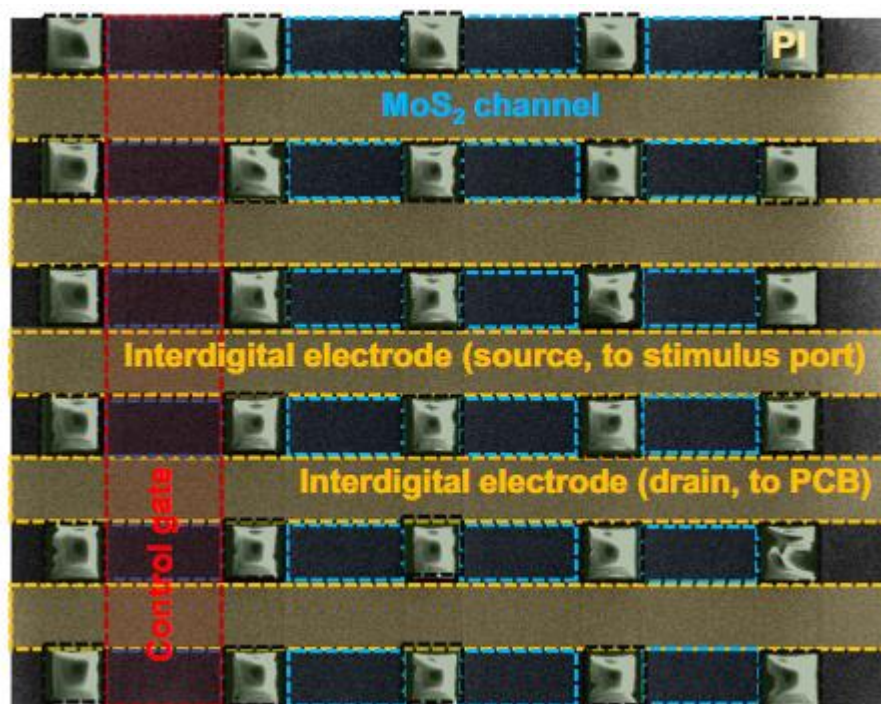 PI
MoS₂ channel
Interdigital electrode (source, to stimulus port)
Interdigital electrode (drain, to PCB)
Control gate